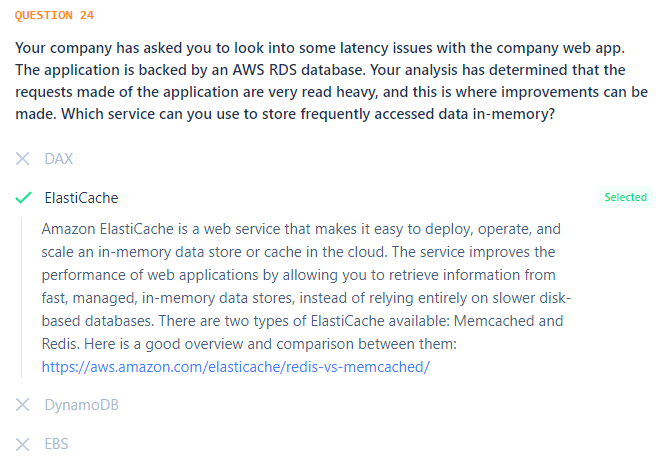 QUESTION 24
Your company has asked you to look into some latency issues with the company web app.
The application is backed by an AWS RDS database. Your analysis has determined that the
requests made of the application are very read heavy, and this is where improvements can be
made. Which service can you use to store frequently accessed data in-memory?
DAX
ElastiCache
Selected
Amazon ElastiCache is a web service that makes it easy to deploy, operate, and
scale an in-memory data store or cache in the cloud. The service improves the
performance of web applications by allowing you to retrieve information from
fast, managed, in-memory data stores, instead of relying entirely on slower disk-
based databases. There are two types of ElastiCache available: Memcached and
Redis. Here is a good overview and comparison between them:
https://aws.amazon.com/elasticache/redis-vs-memcached/
DynamoDB
EBS